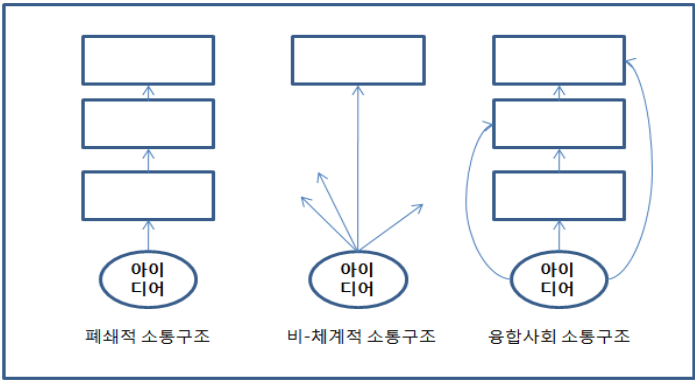 아이
디어
아이
디어
아이
디어
폐쇄적 소통구조
비-체계적 소통구조
융합사회 소통구조